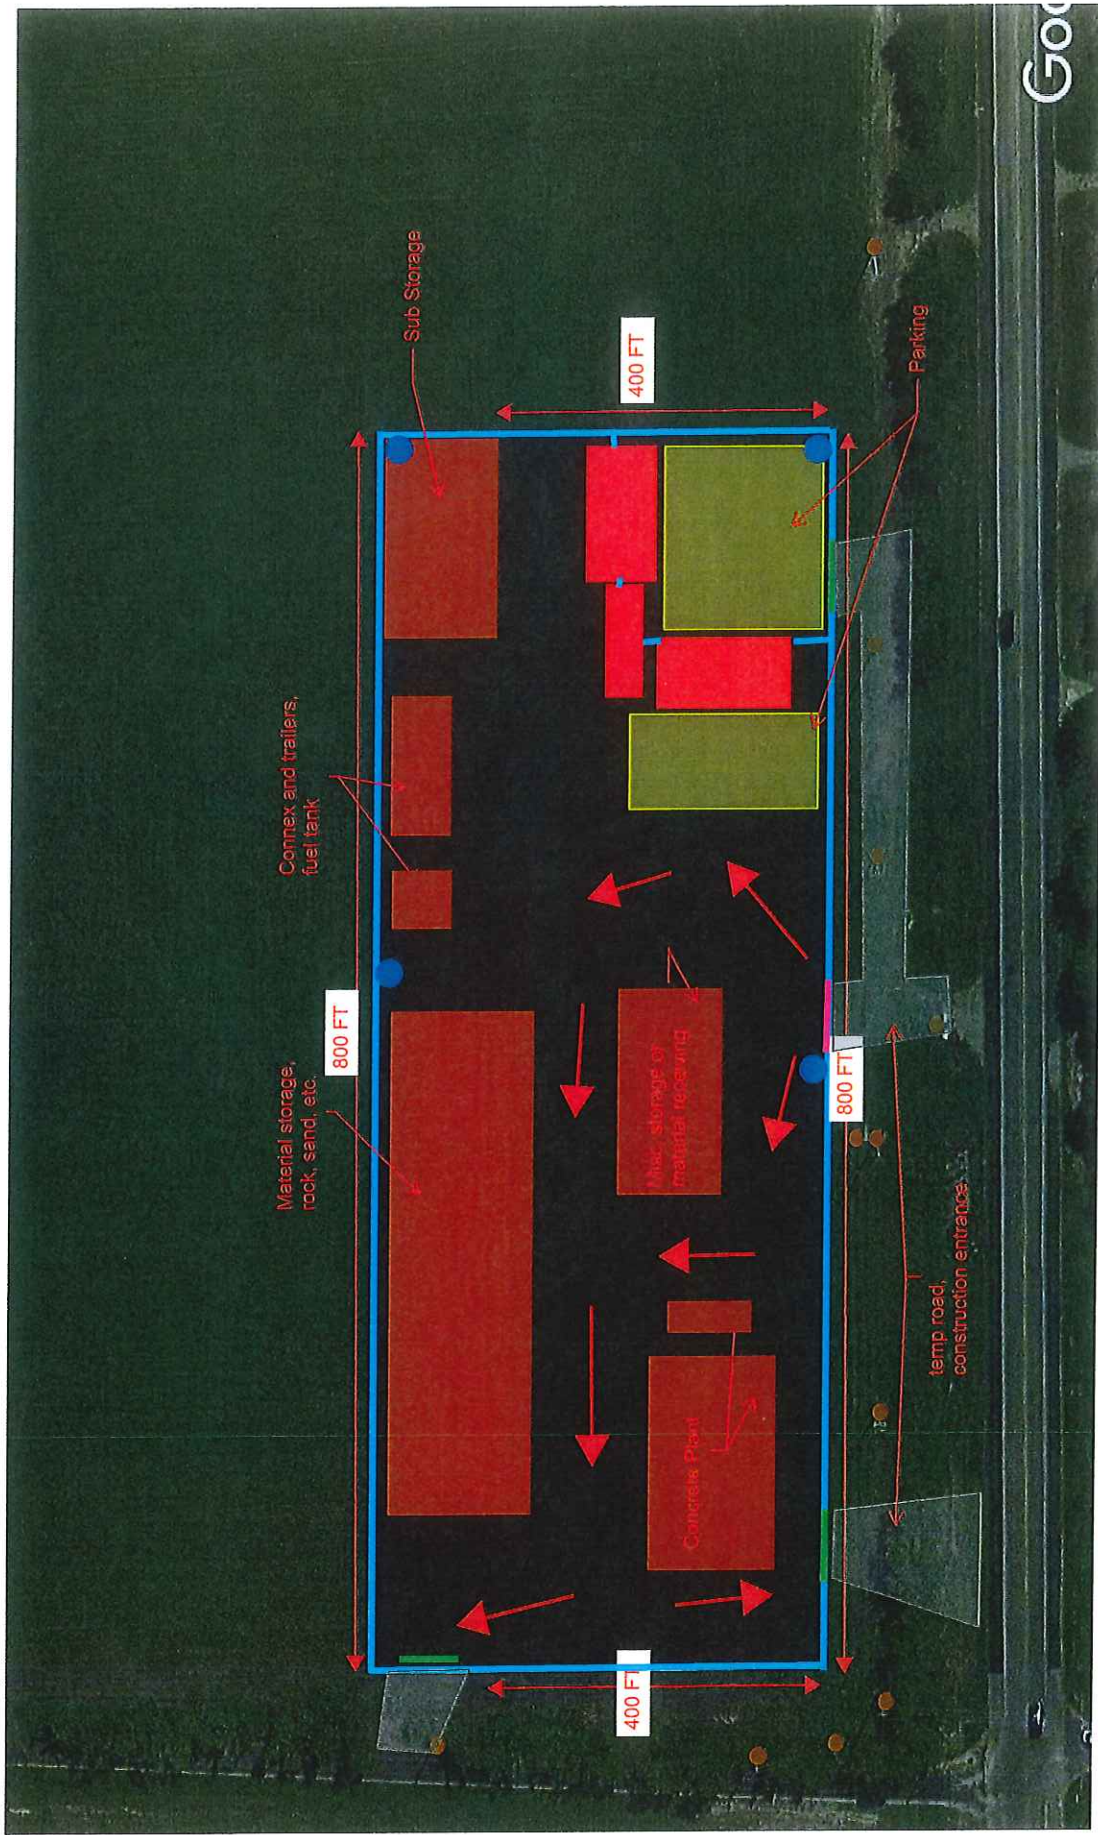 Sub Storage
Connex and trailers,
fuel tank
800 FT
Material storage,
rock, sand, etc.
400 FT
Parking
Misc storage or
material receiving
800 FT
Concrete Plant
temp road,
construction entrance
400 FT
Goo